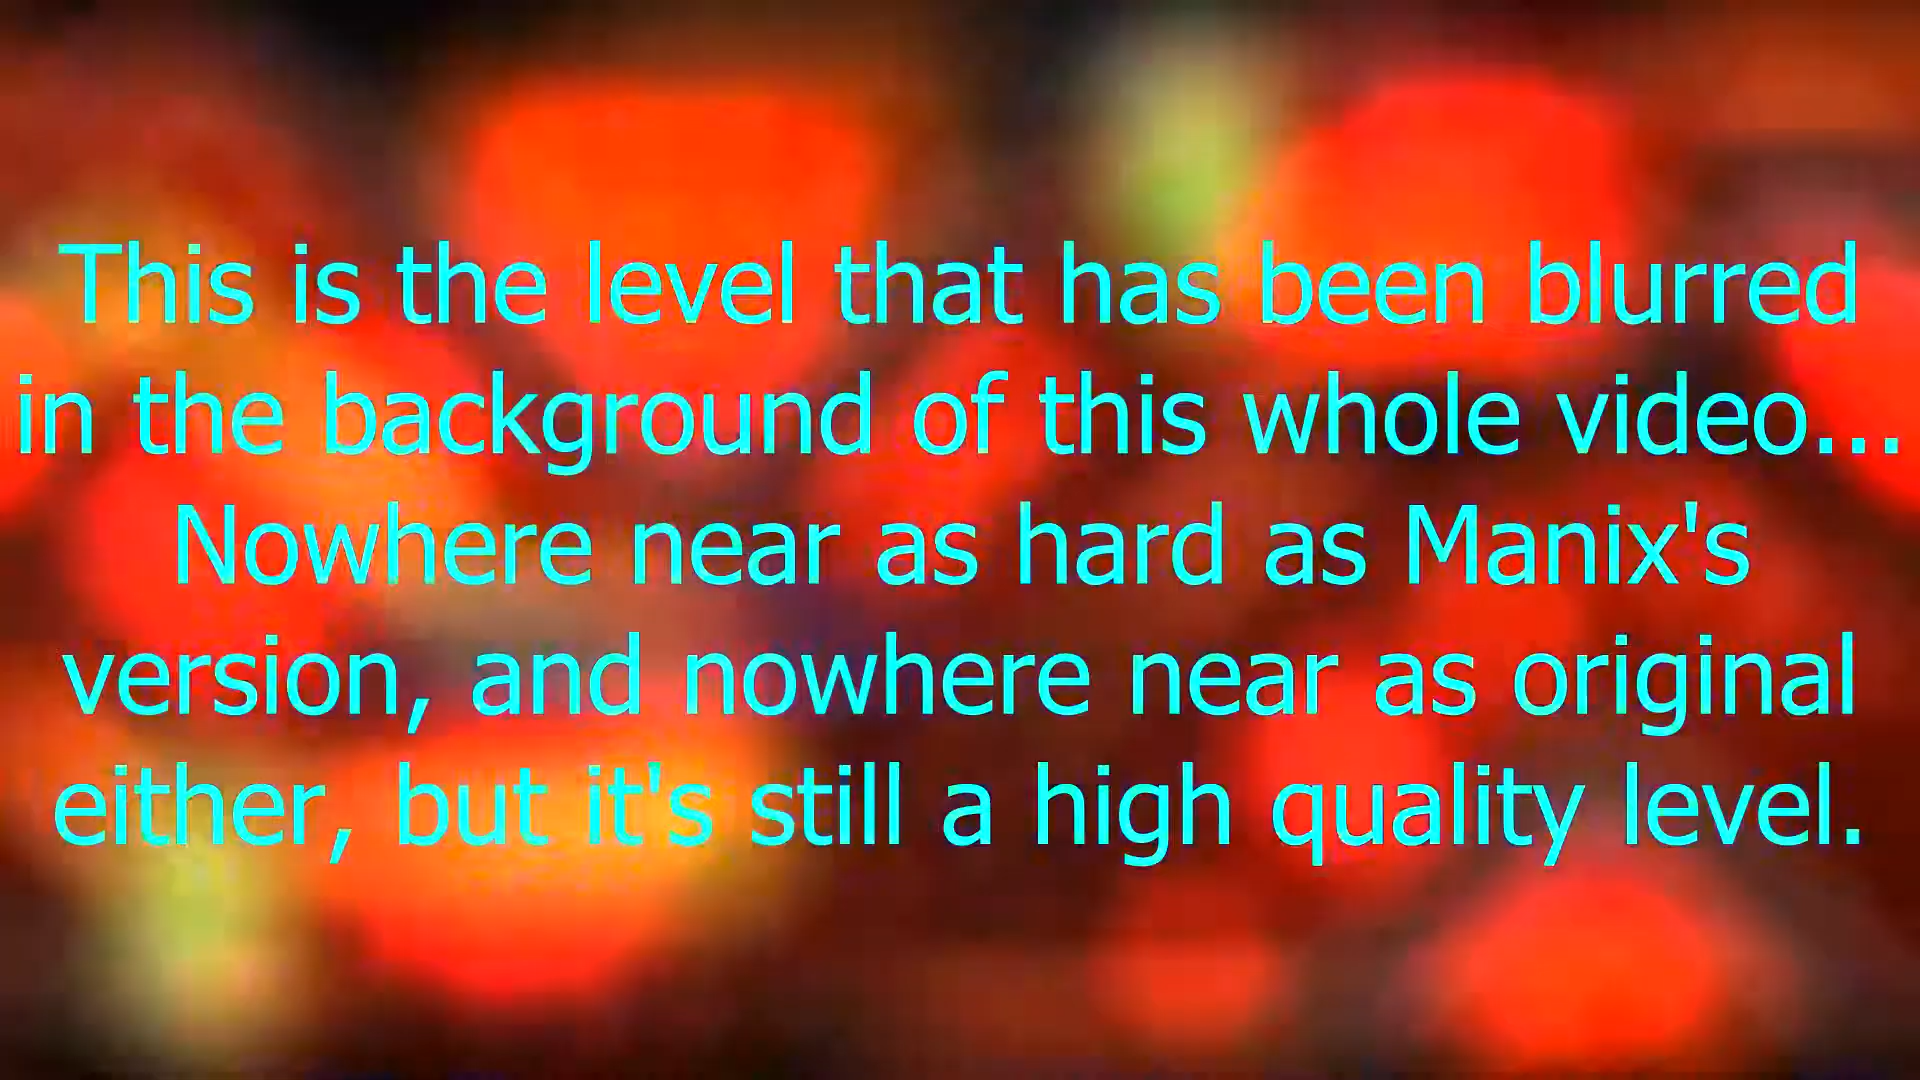 This is the level that has been blurred
in the background of this whole video...
Nowhere near as hard as Manix's
version, and nowhere near as original
either, but it's still a high quality level.